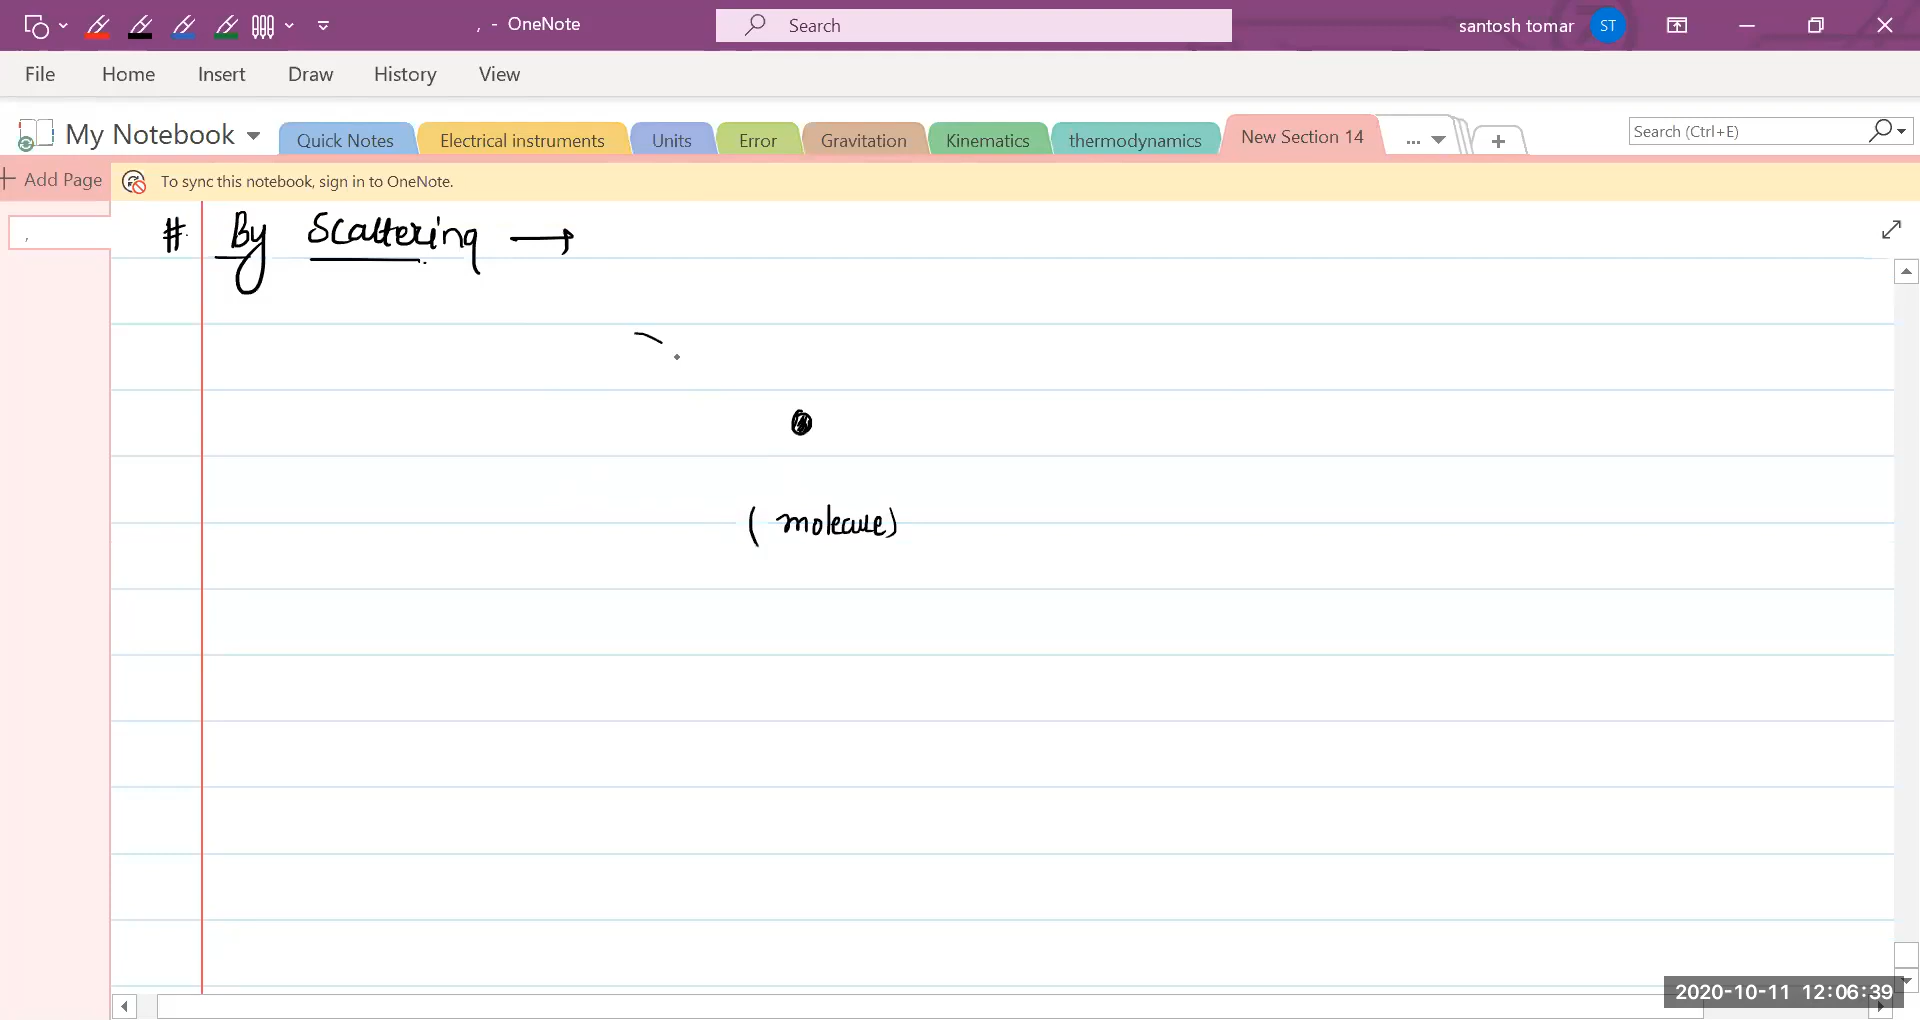 , - OneNote
Search
santosh tomar
ST
File Home Insert Draw History View
My Notebook
Quick Notes
Electrical instruments
Units
Error
Gravitation
Kinematics
thermodynamics
New Section 14
...
Search (Ctrl+E)
Add Page
To sync this notebook, sign in to OneNote.
,
# By Scattering →
(molecule)
2020-10-11 12:06:39